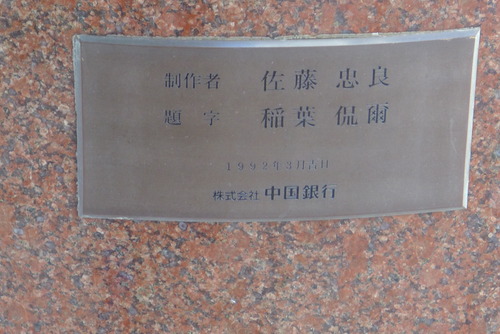 制作者 佐藤忠良
題字 稲葉侃爾
1992年3月吉日
株式会社 中国銀行